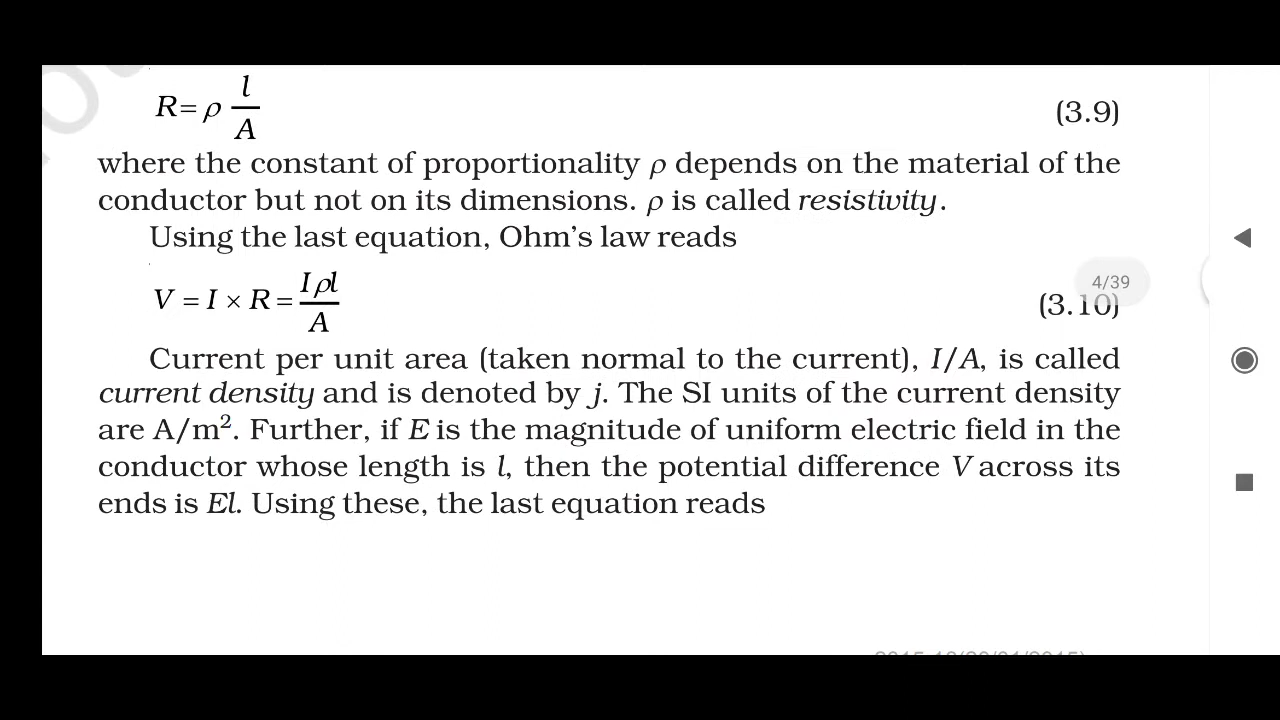 R = ρ l/A (3.9)
where the constant of proportionality ρ depends on the material of the
conductor but not on its dimensions. ρ is called resistivity.
Using the last equation, Ohm's law reads
V = I × R = Iρl/A (3.10)
4/39
Current per unit area (taken normal to the current), I/A, is called
current density and is denoted by j. The SI units of the current density
are A/m². Further, if E is the magnitude of uniform electric field in the
conductor whose length is l, then the potential difference V across its
ends is El. Using these, the last equation reads